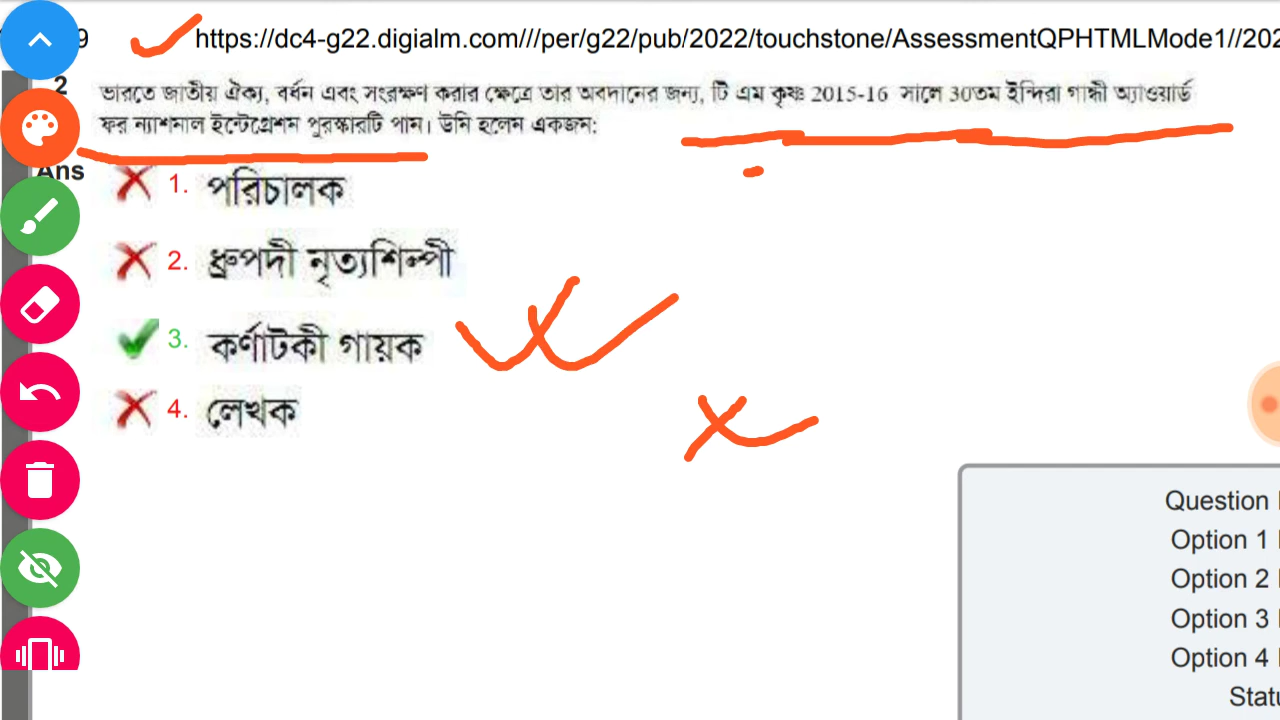 9 https://dc4-g22.digialm.com///per/g22/pub/2022/touchstone/AssessmentQPHTMLMode1//202
2 ভারতে জাতীয় ঐক্য, বর্ধন এবং সংরক্ষণ করার ক্ষেত্রে তার অবদানের জন্য, টি এম কৃষ্ণ 2015-16 সালে 30তম ইন্দিরা গান্ধী অ্যাওয়ার্ড
ফর ন্যাশনাল ইন্টেগ্রেশন পুরস্কারটি পান। উনি হলেন একজন:
Ans
1. পরিচালক
2. ধ্রুপদী নৃত্যশিল্পী
3. কর্ণাটকী গায়ক
4. লেখক
Question
Option 1
Option 2
Option 3
Option 4
Statu